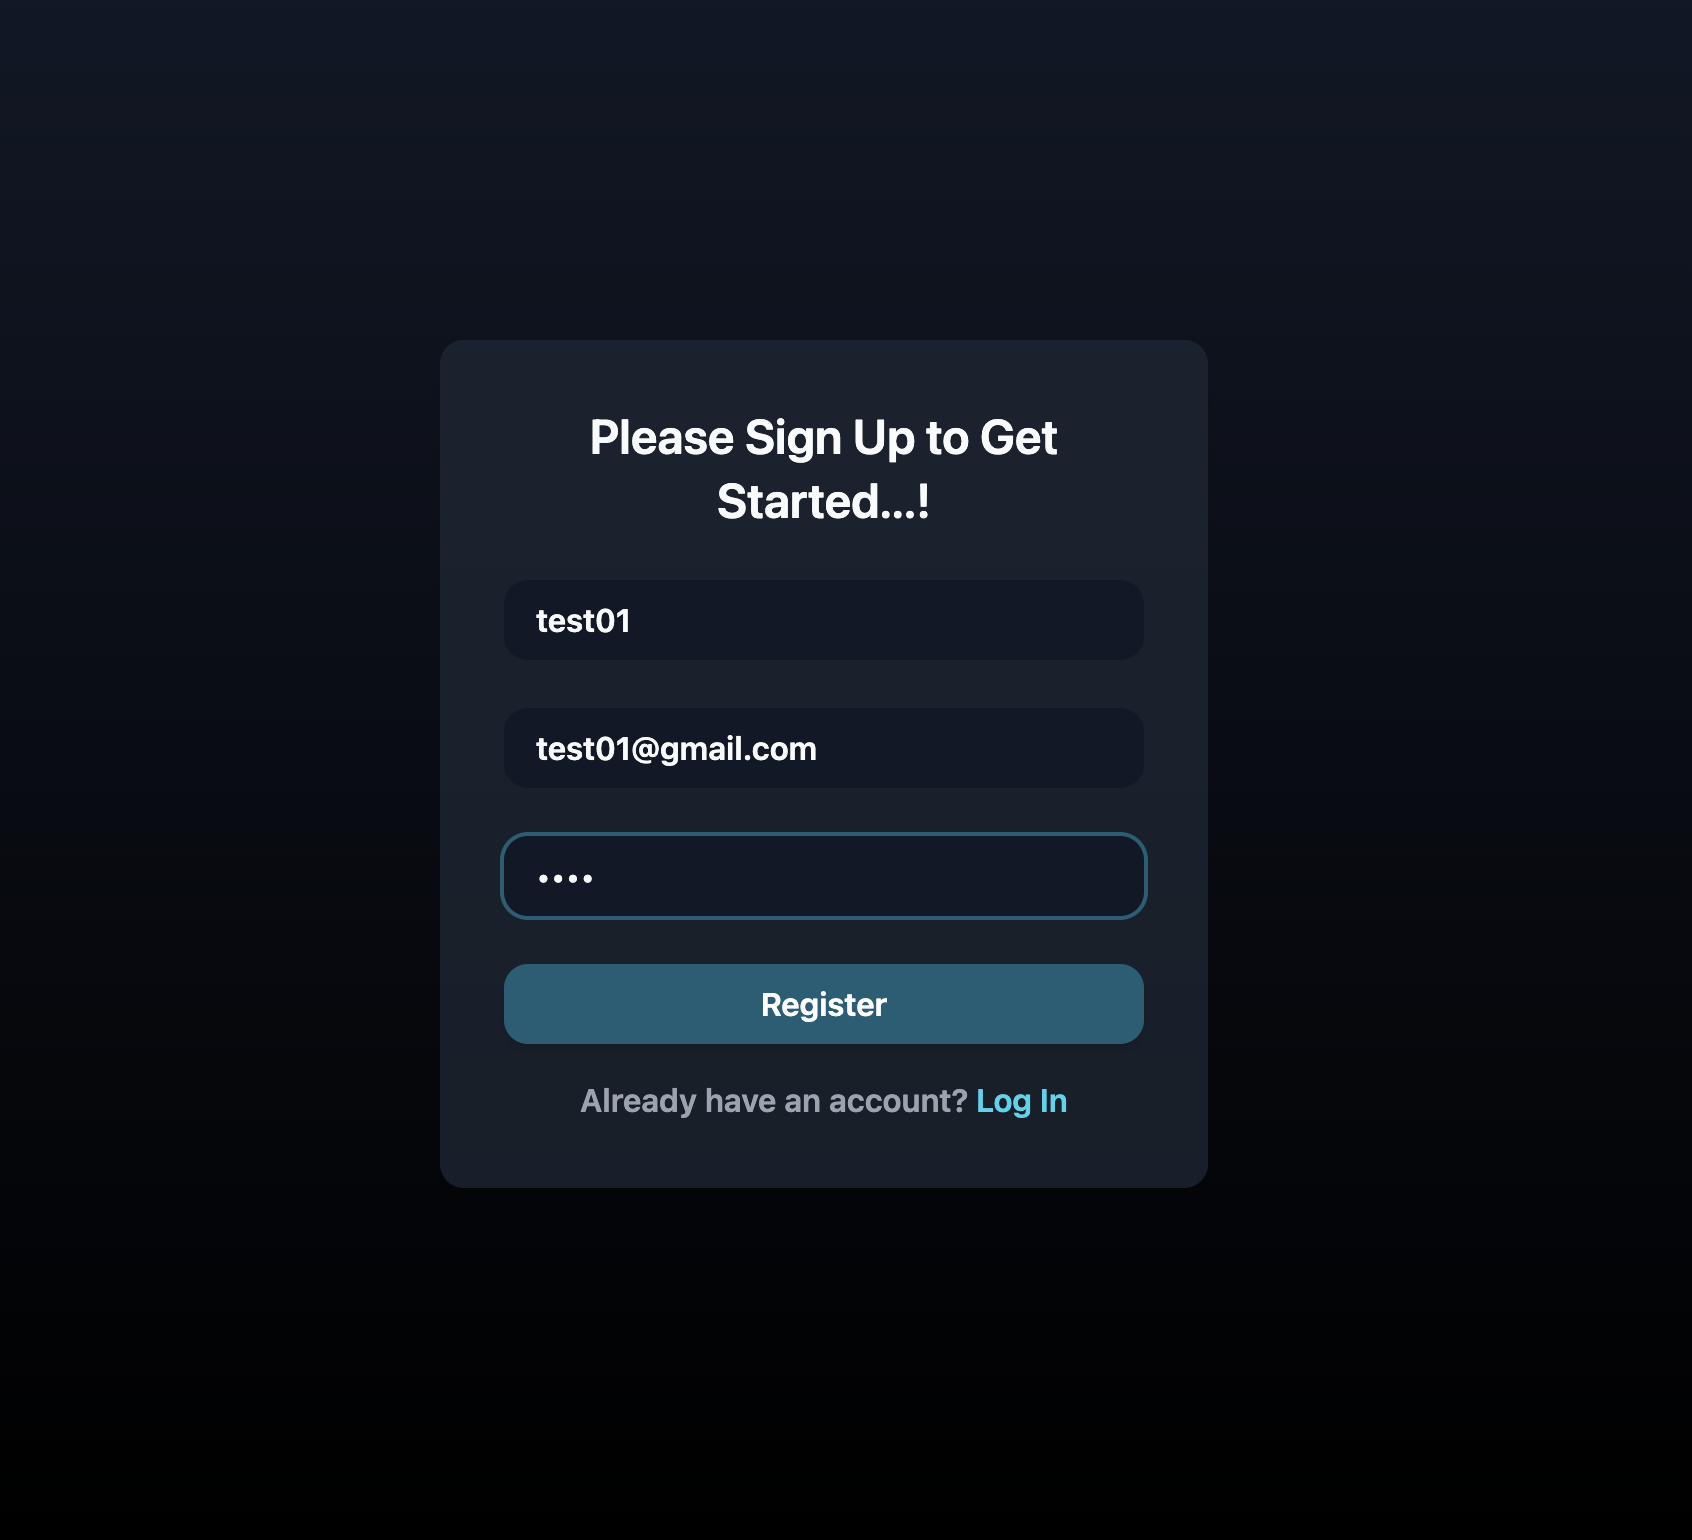 Please Sign Up to Get
Started...!
test01
test01@gmail.com
••••
Register
Already have an account? Log In